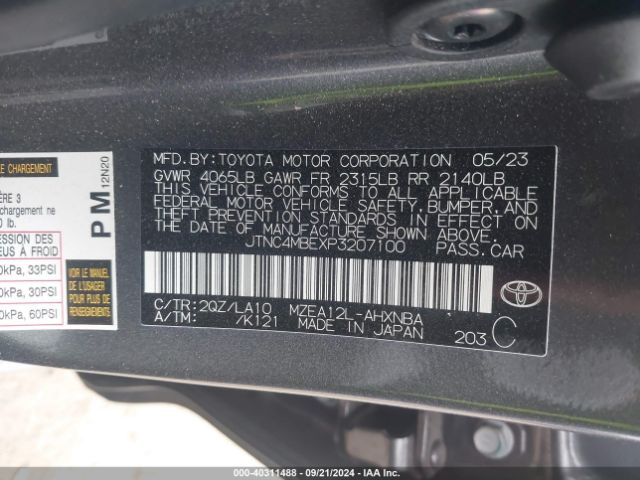 E CHARGEMENT
PM 12N20
ÈRE 3
hargement ne
0 lb.
ESSION DES
EUS À FROID
0kPa, 33PSI
0kPa, 30PSI
0kPa, 60PSI
VOIR MANUEL
DE L'USAGER
POUR PLUS DE
RENSEIGNEMENTS
MFD. BY: TOYOTA MOTOR CORPORATION 05/23
GVWR 4065LB GAWR FR 2315LB RR 2140LB
THIS VEHICLE CONFORMS TO ALL APPLICABLE
FEDERAL MOTOR VEHICLE SAFETY, BUMPER, AND
THEFT PREVENTION STANDARDS IN EFFECT ON
THE DATE OF MANUFACTURE SHOWN ABOVE.
JTNC4MBEXP3207100 PASS. CAR
C/TR: 2QZ/LA10 MZEA12L-AHXNBA
A/TM: /K121 MADE IN JAPAN 203 C
000-40311488 - 09/21/2024 - IAA Inc.